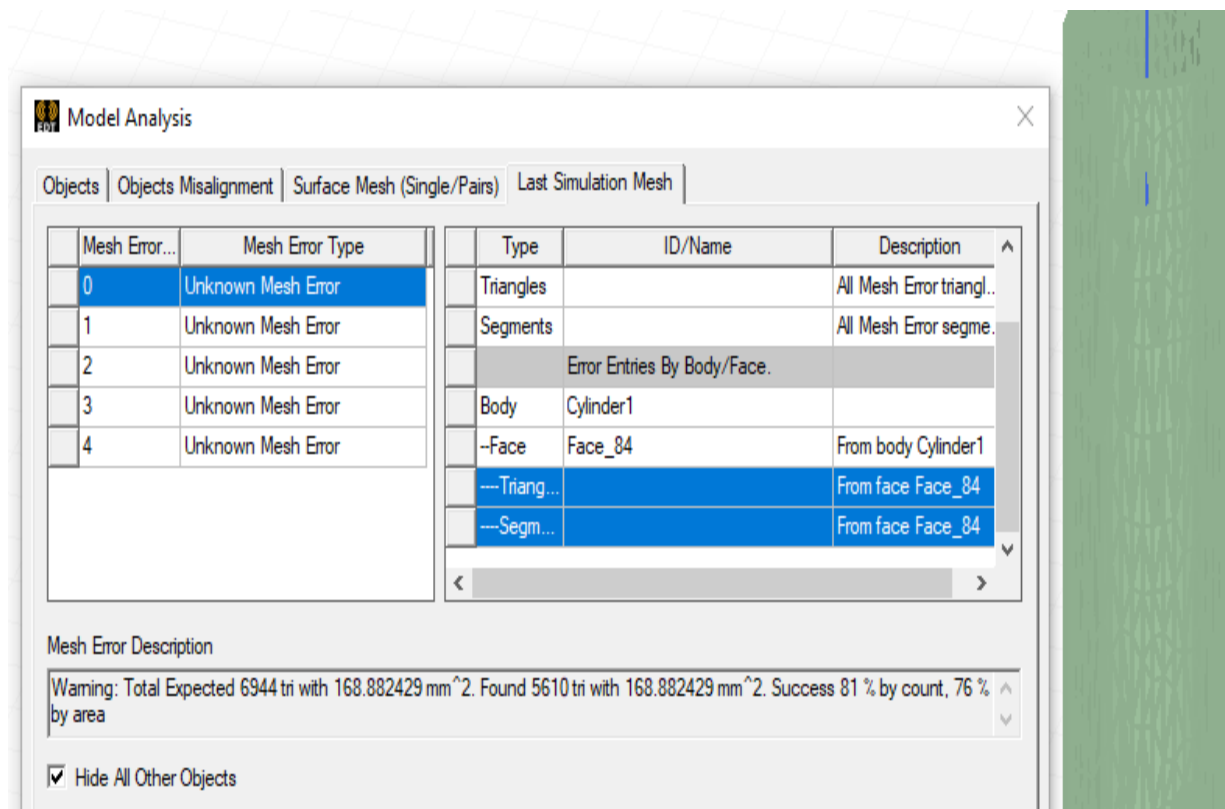 EDT Model Analysis
Objects Objects Misalignment Surface Mesh (Single/Pairs) Last Simulation Mesh
Mesh Error... Mesh Error Type
0 Unknown Mesh Error
1 Unknown Mesh Error
2 Unknown Mesh Error
3 Unknown Mesh Error
4 Unknown Mesh Error
Type ID/Name Description
Triangles All Mesh Error triangl..
Segments All Mesh Error segme.
Error Entries By Body/Face.
Body Cylinder1
--Face Face_84 From body Cylinder1
----Triang... From face Face_84
----Segm... From face Face_84
Mesh Error Description
Warning: Total Expected 6944 tri with 168.882429 mm^2. Found 5610 tri with 168.882429 mm^2. Success 81 % by count, 76 %
by area
Hide All Other Objects